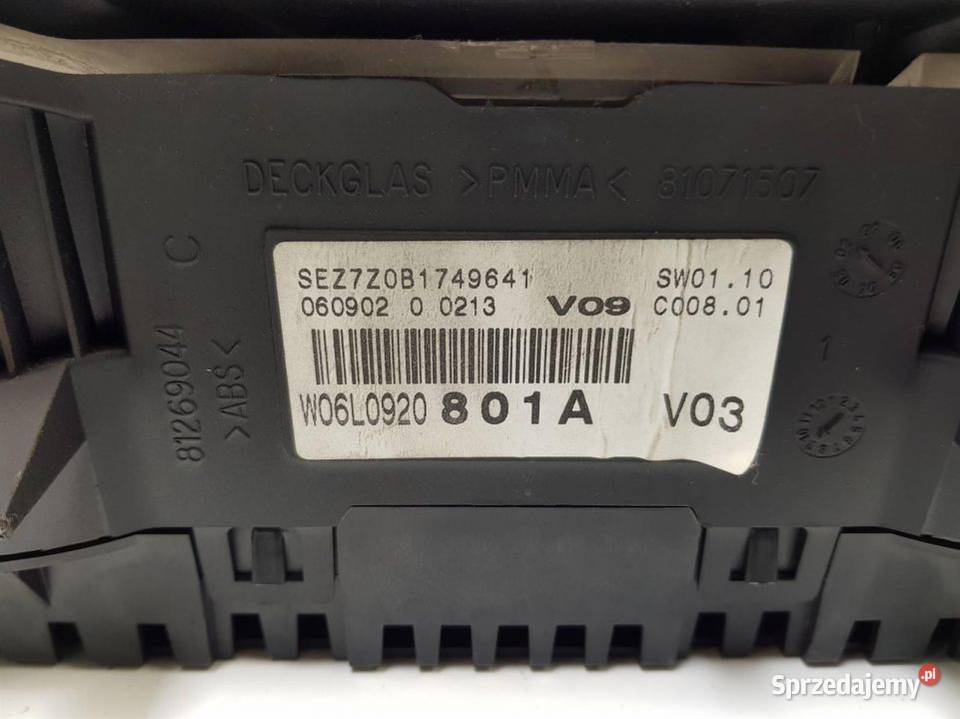 DECKGLAS >PMMA< 81071507
SEZ7Z0B1749641 SW01.10
060902 0 0213 V09 C008.01
W06L0920 801A V03
81269044 C
>ABS<
1
Sprzedajemy.pl